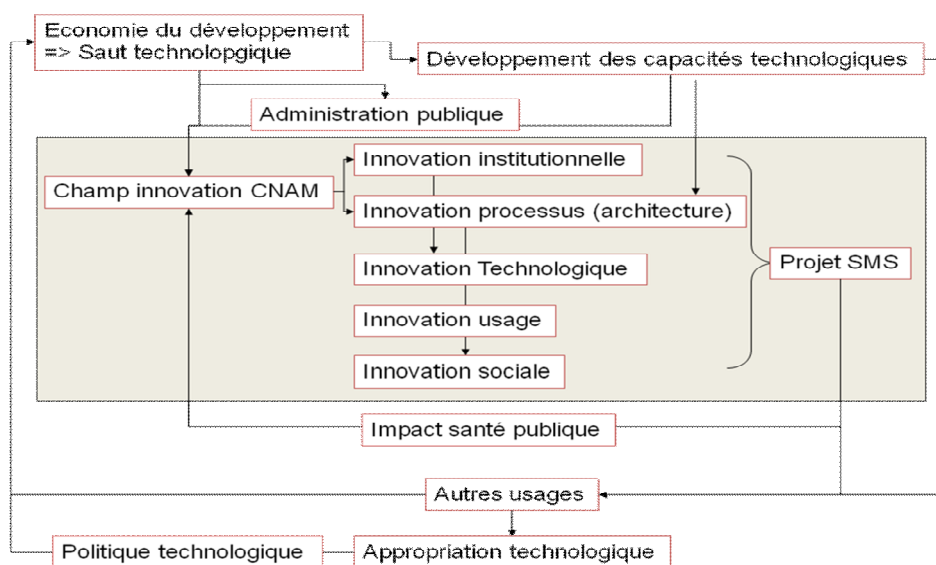 Economie du développement
=> Saut technolopgique
Développement des capacités technologiques
Administration publique
Innovation institutionnelle
Champ innovation CNAM
Innovation processus (architecture)
Innovation Technologique
Projet SMS
Innovation usage
Innovation sociale
Impact santé publique
Autres usages
Politique technologique
Appropriation technologique